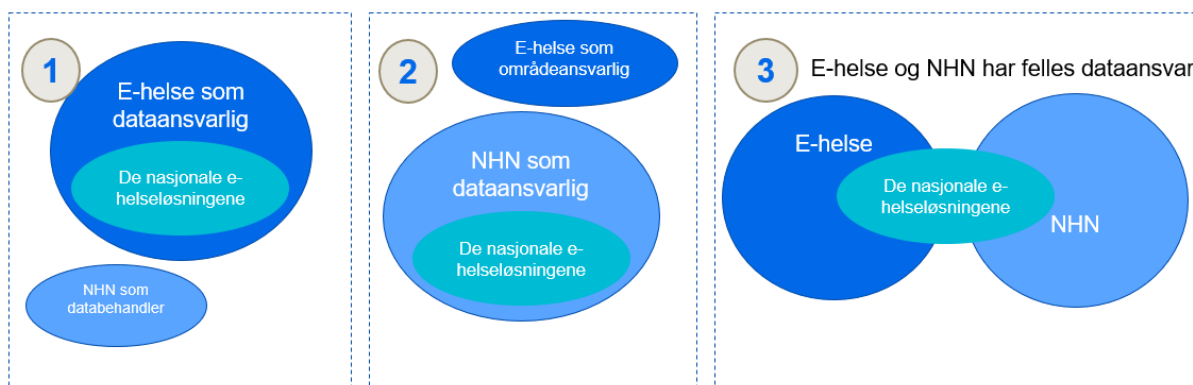 1
E-helse som
dataansvarlig
De nasjonale e-
helseløsningene
NHN som
databehandler
2
E-helse som
områdeansvarlig
NHN som
dataansvarlig
De nasjonale e-
helseløsningene
3
E-helse og NHN har felles dataansvar
E-helse
De nasjonale e-
helseløsningene
NHN